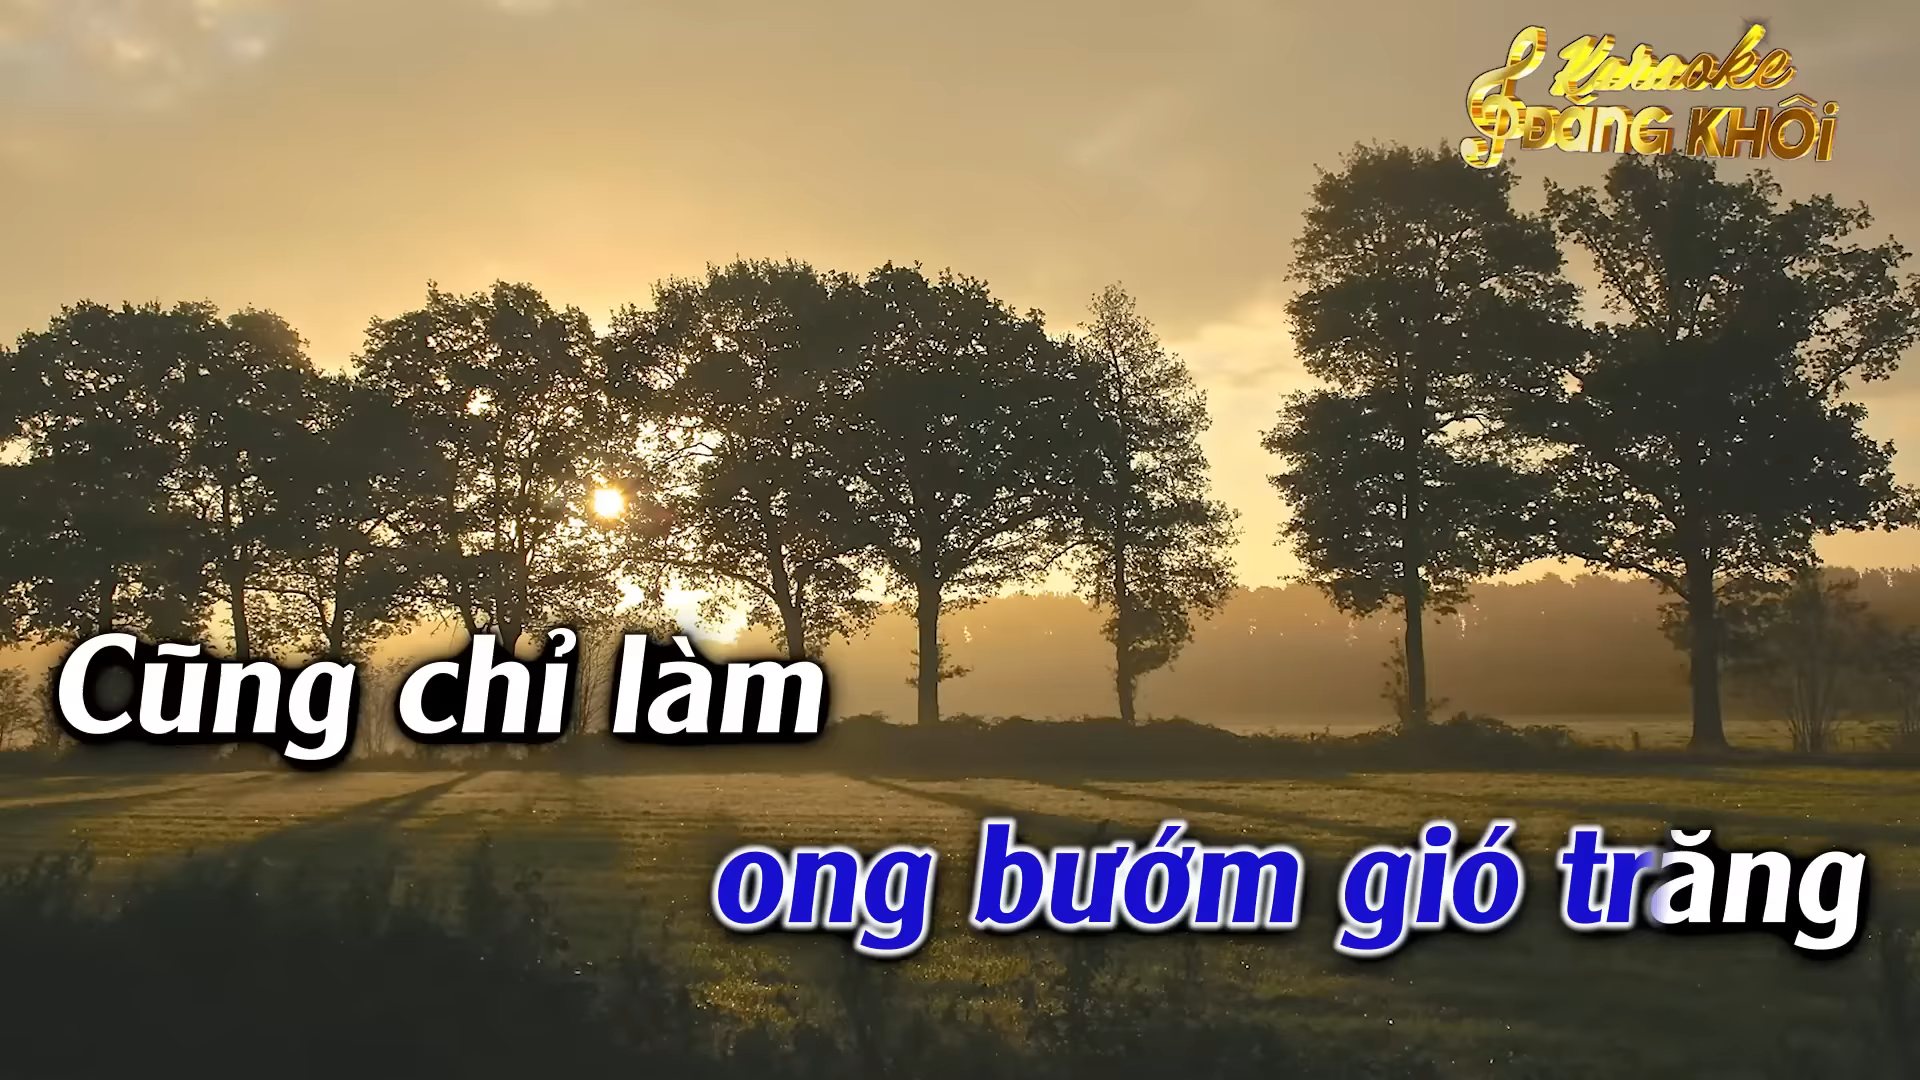 Karaoke
ĐĂNG KHÔI
Cũng chỉ làm
ong bướm gió trăng